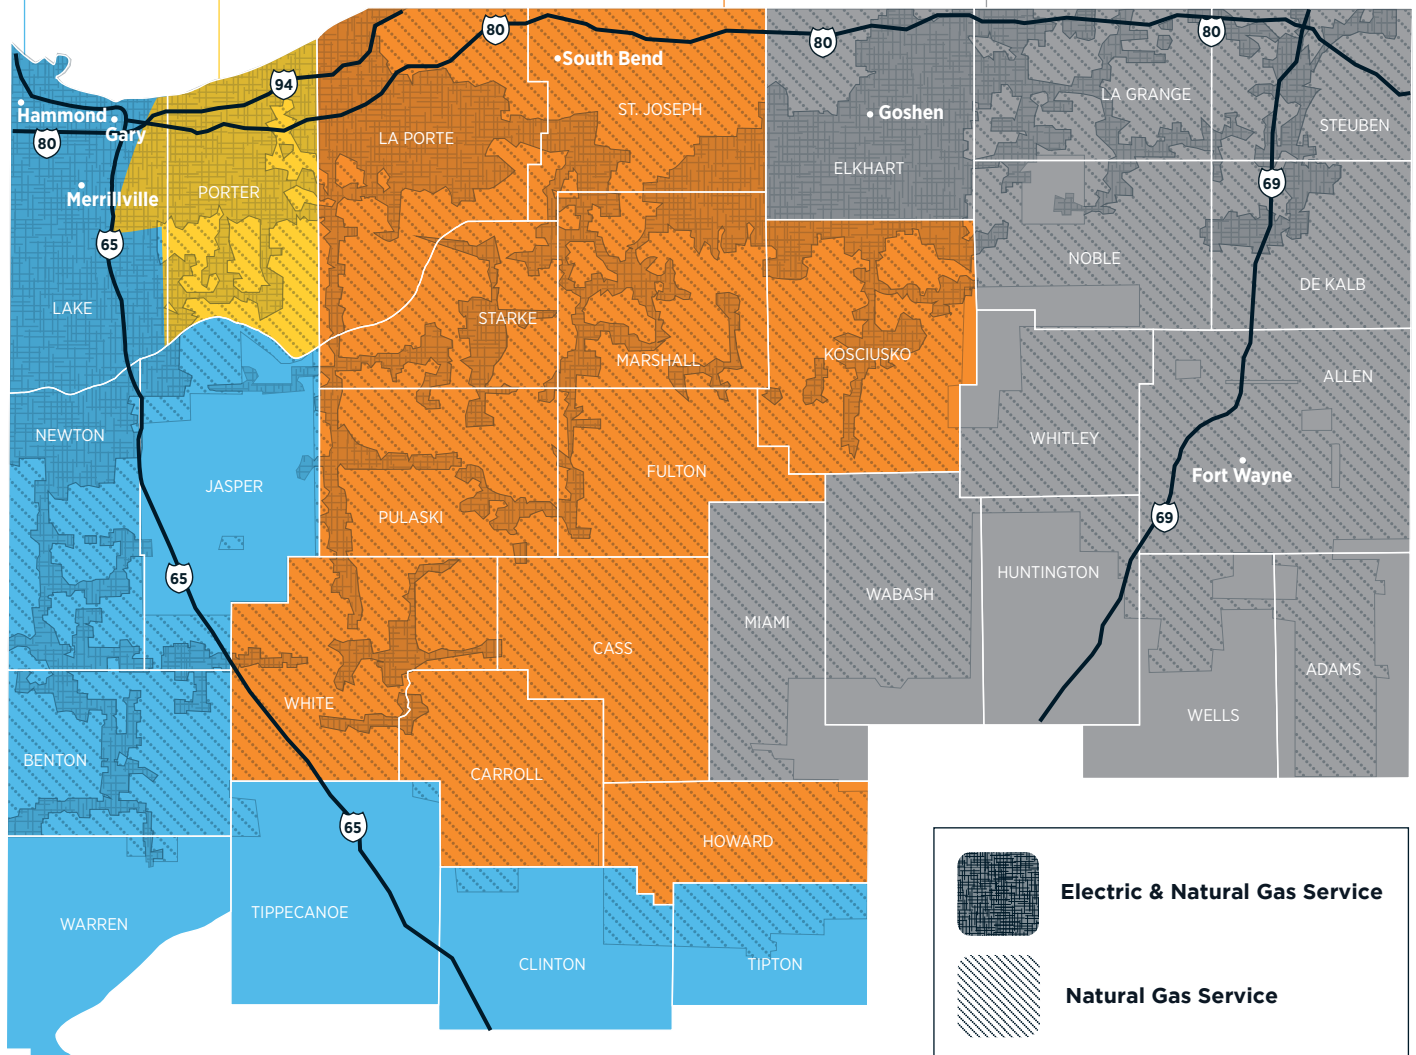 80
80
80
South Bend
94
LA GRANGE
Hammond
Gary
ST. JOSEPH
Goshen
STEUBEN
80
LA PORTE
ELKHART
69
Merrillville
PORTER
65
NOBLE
DE KALB
LAKE
STARKE
MARSHALL
KOSCIUSKO
ALLEN
NEWTON
WHITLEY
JASPER
FULTON
Fort Wayne
PULASKI
69
65
HUNTINGTON
WABASH
MIAMI
CASS
ADAMS
WHITE
WELLS
BENTON
CARROLL
65
HOWARD
Electric & Natural Gas Service
TIPPECANOE
WARREN
CLINTON
TIPTON
Natural Gas Service